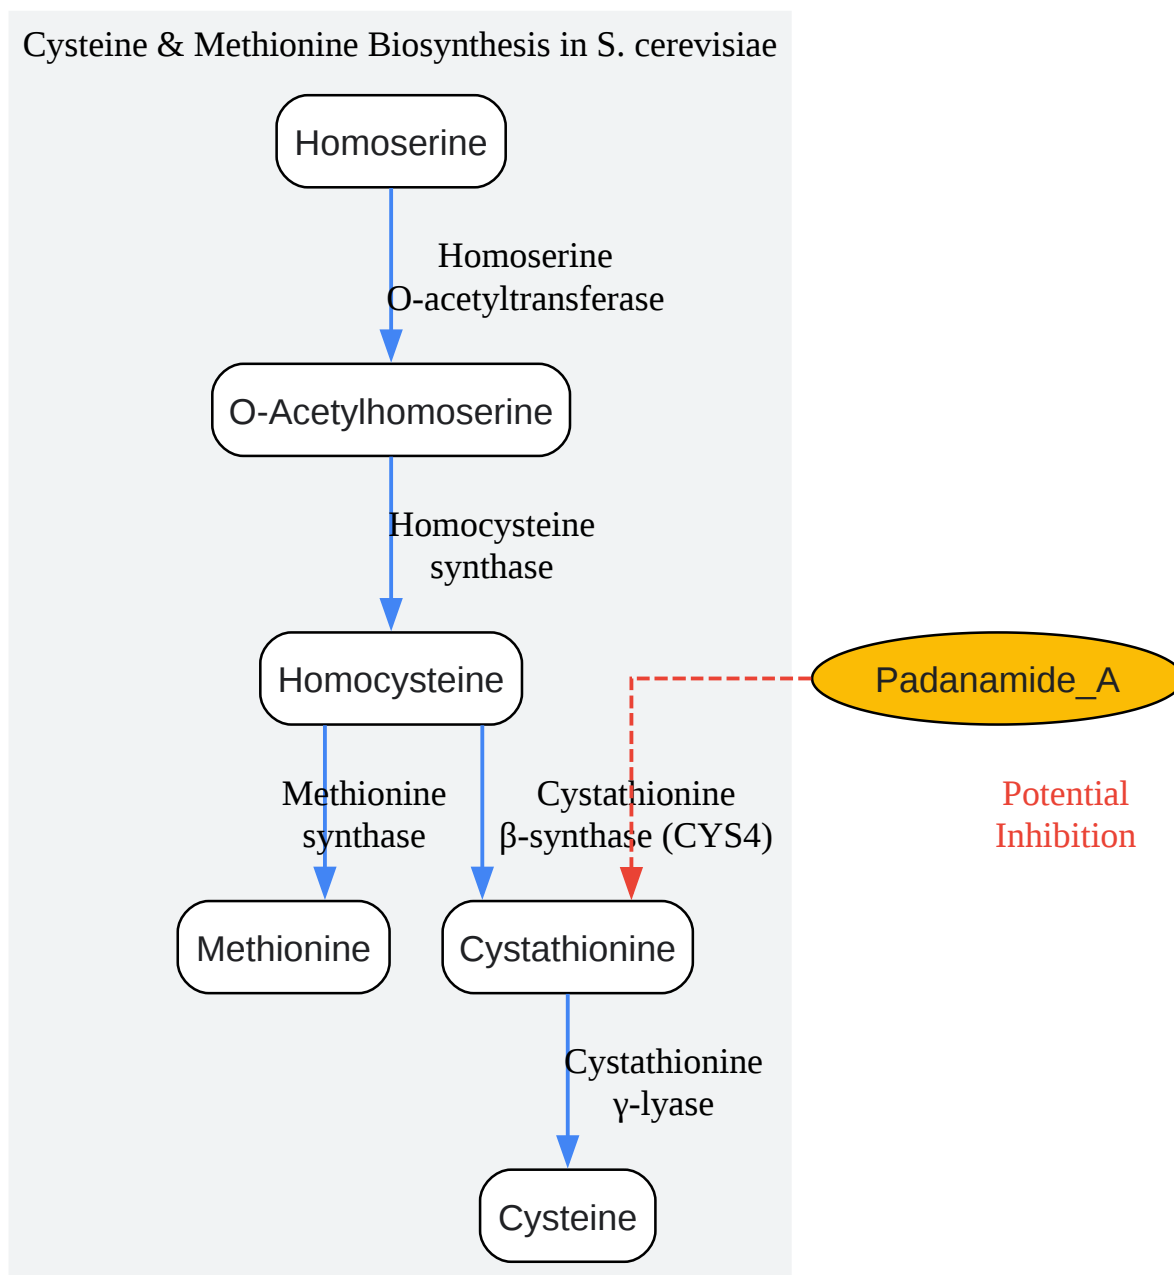 Cysteine & Methionine Biosynthesis in S. cerevisiae
Homoserine
Homoserine
O-acetyltransferase
O-Acetylhomoserine
Homocysteine
synthase
Homocysteine
Padanamide_A
Methionine
synthase
Cystathionine
β-synthase (CYS4)
Potential
Inhibition
Methionine
Cystathionine
Cystathionine
γ-lyase
Cysteine